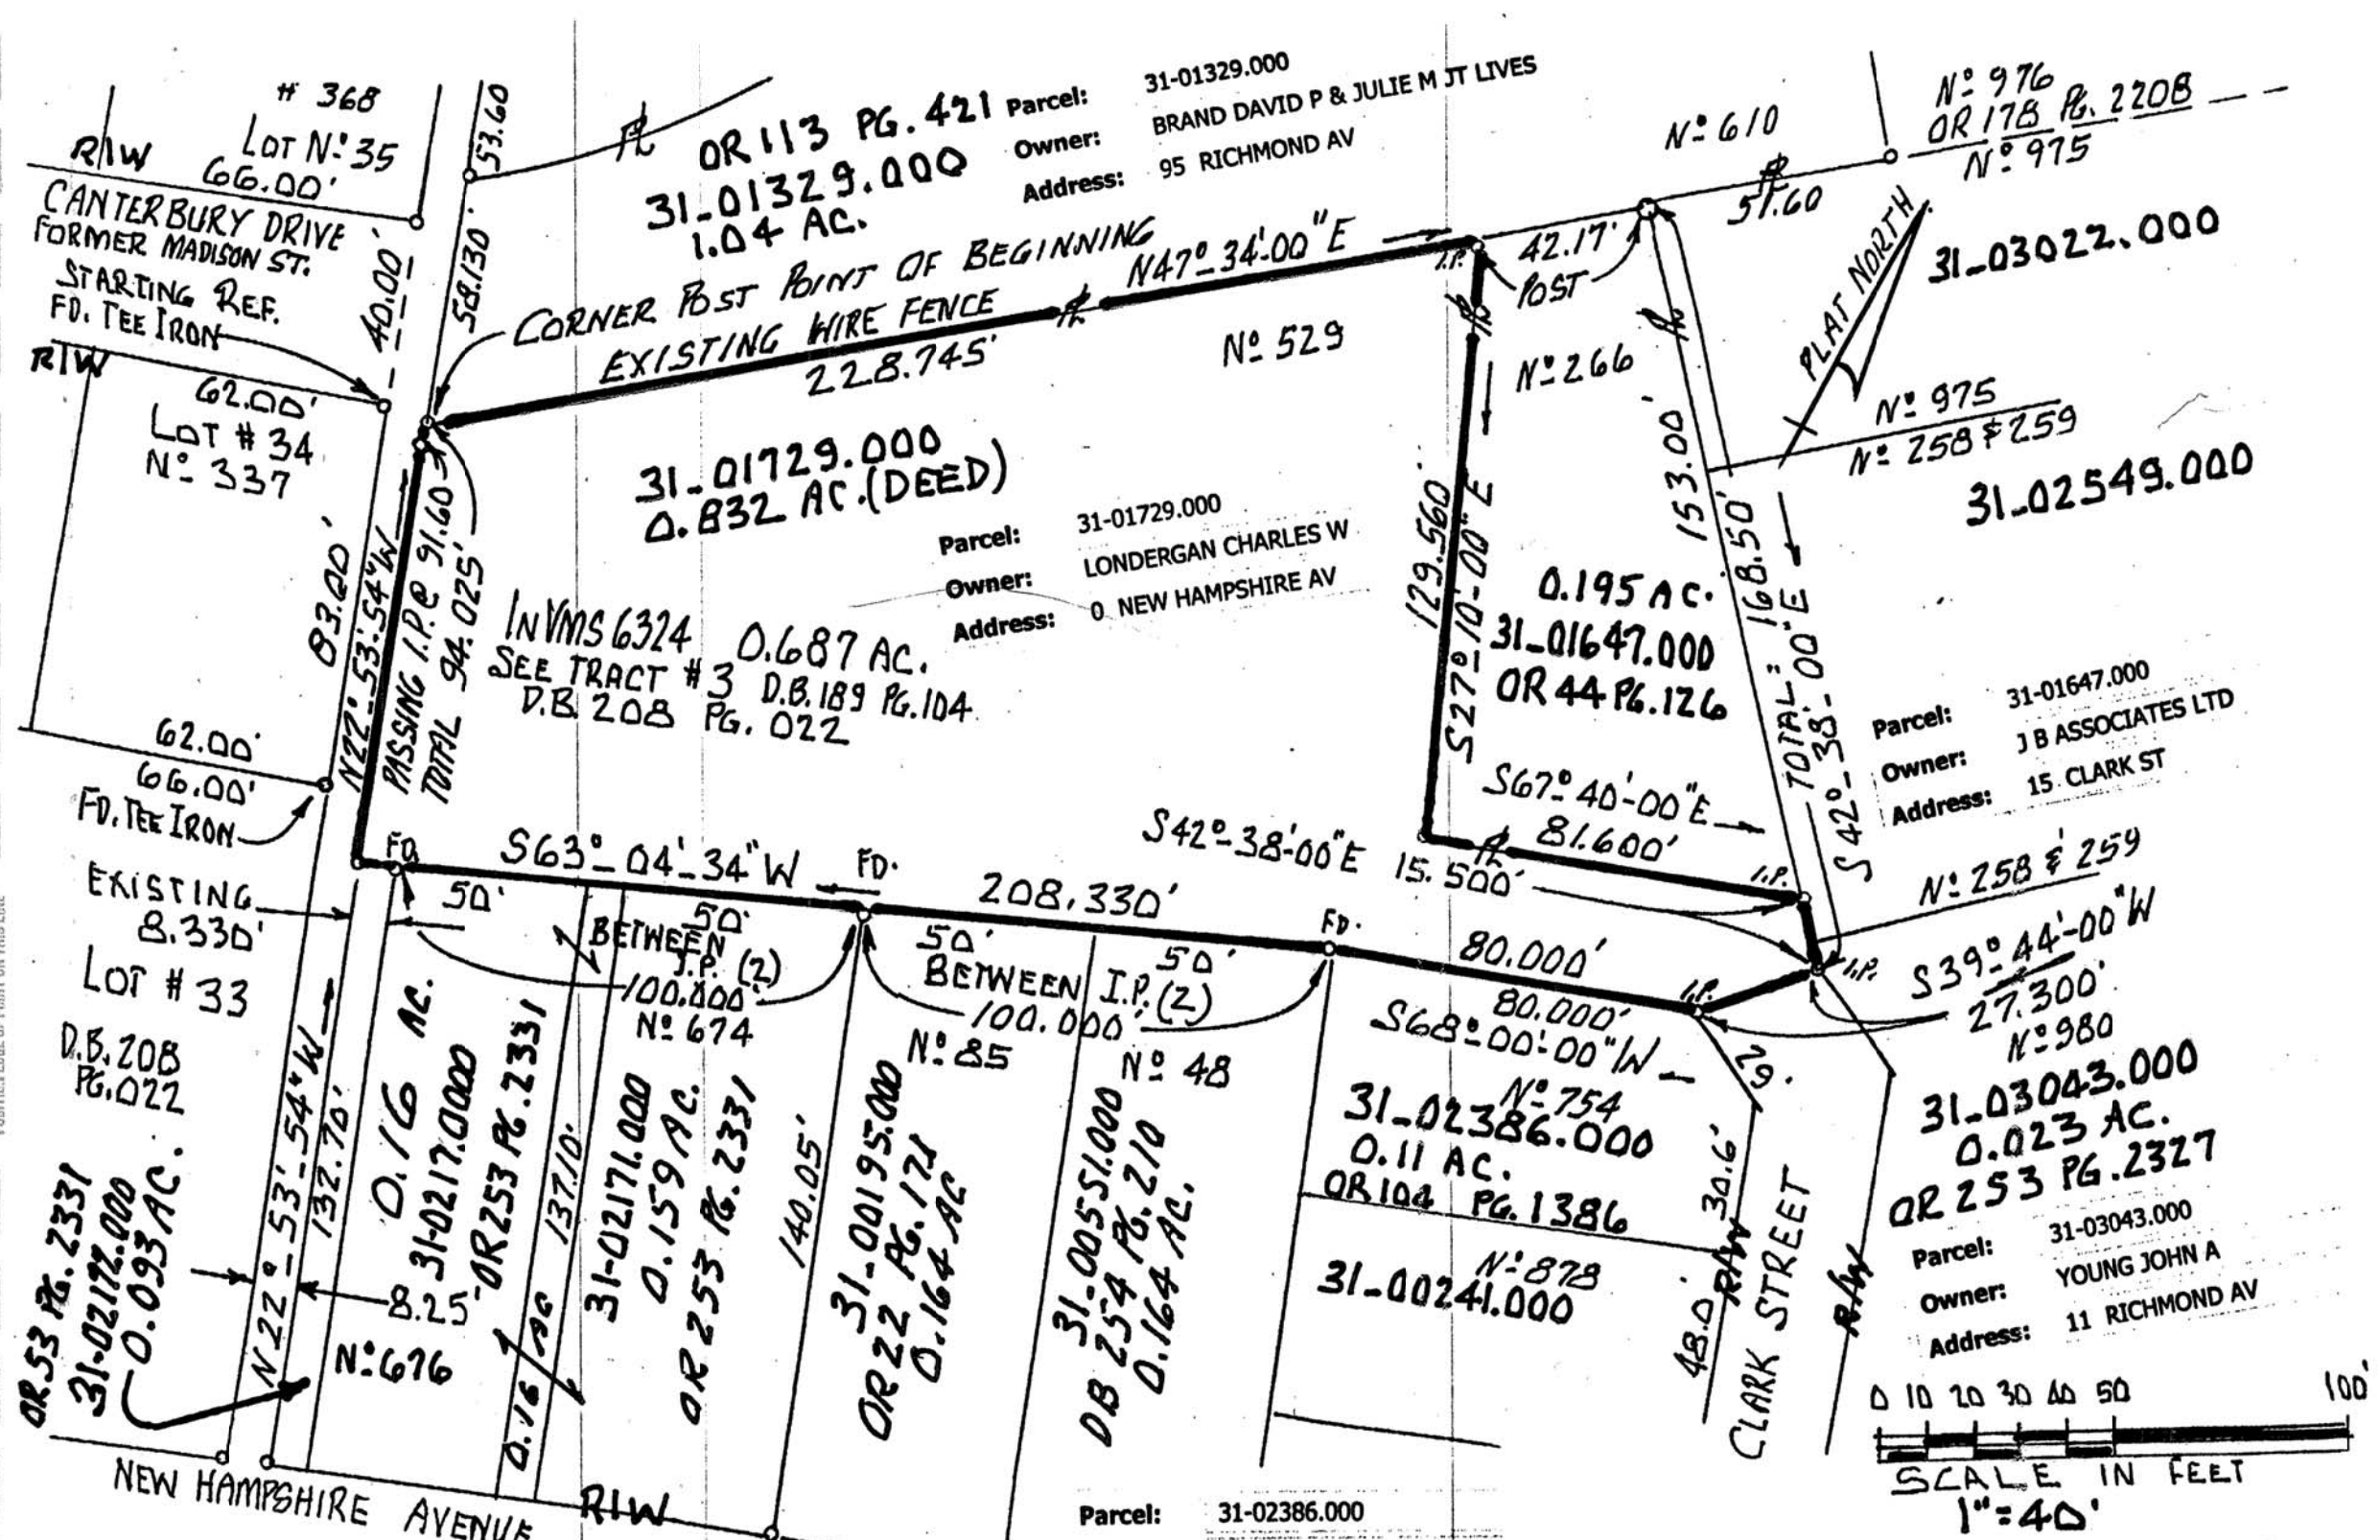 # 368
Lot Nº 35
R/W
66.00'
CANTERBURY DRIVE
FORMER MADISON ST.
STARTING REF.
FD. TEE IRON
R/W
62.00'
LOT # 34
Nº 337
40.00'
53.60
58.130'
83.00'
62.00'
66.00'
FD. TEE IRON
N22°-53'-54"W
PASSING I.P.@ 91.603
TOTAL 94.025'
OR 113 PG. 421
31-01329.000
1.04 AC.
Parcel: 31-01329.000
Owner: BRAND DAVID P & JULIE M JT LIVES
Address: 95 RICHMOND AV
CORNER POST POINT OF BEGINNING
EXISTING WIRE FENCE
N47°-34'-00"E
228.745'
Nº 529
I.P.
42.17'
POST
Nº 610
51.60
Nº 976
OR 178 PG. 2208
Nº 975
PLAT NORTH
31-03022.000
Nº 975
Nº 258 & 259
31-02549.000
Nº 266
153.00'
TOTAL = 168.50'
S42°-38'-00"E
129.560'
S27°-10'-00"E
31-01729.000
0.832 AC.(DEED)
Parcel: 31-01729.000
Owner: LONDERGAN CHARLES W
Address: 0 NEW HAMPSHIRE AV
IN VMS 6324 0.687 AC.
SEE TRACT #3 D.B.189 PG.104
D.B. 208 PG. 022
0.195 AC.
31-01647.000
OR 44 PG.126
S67°-40'-00"E
81.600'
Parcel: 31-01647.000
Owner: J B ASSOCIATES LTD
Address: 15 CLARK ST
S42°-38'-00"E 15.500'
I.P.
Nº 258 & 259
I.P.
S39°-44'-00"W
27.300'
Nº 980
31-03043.000
0.023 AC.
OR 253 PG.2327
Parcel: 31-03043.000
Owner: YOUNG JOHN A
Address: 11 RICHMOND AV
FD.
S63°-04'-34"W
FD.
208.330'
FD.
80.000'
I.P.
80.000'
S68°-00'-00"W
EXISTING
8.330'
LOT # 33
D.B. 208
PG.022
50'
50'
BETWEEN
I.P. (2)
100.000'
Nº 674
50'
50'
BETWEEN I.P.(2)
100.000'
Nº 85
Nº 48
Nº 754
31-02386.000
0.11 AC.
OR 104 PG. 1386
Nº 878
31-00241.000
29'
30.6'
48.0'
R/W
CLARK STREET
R/W
OR 53 PG. 2331
31-02172.000
0.093 AC.
N22°-53'-54"W
132.70'
8.25
Nº 676
0.16 AC.
31-02170.000
OR 253 PG.2331
0.16 AC
137.10'
31-02171.000
0.159 AC.
OR 253 PG. 2331
140.05'
31-00195.000
OR 22 PG. 171
0.164 AC
31-00551.000
DB 254 PG. 210
0.164 AC.
NEW HAMPSHIRE AVENUE
R/W
Parcel: 31-02386.000
0 10 20 30 40 50 100'
SCALE IN FEET
1"=40'